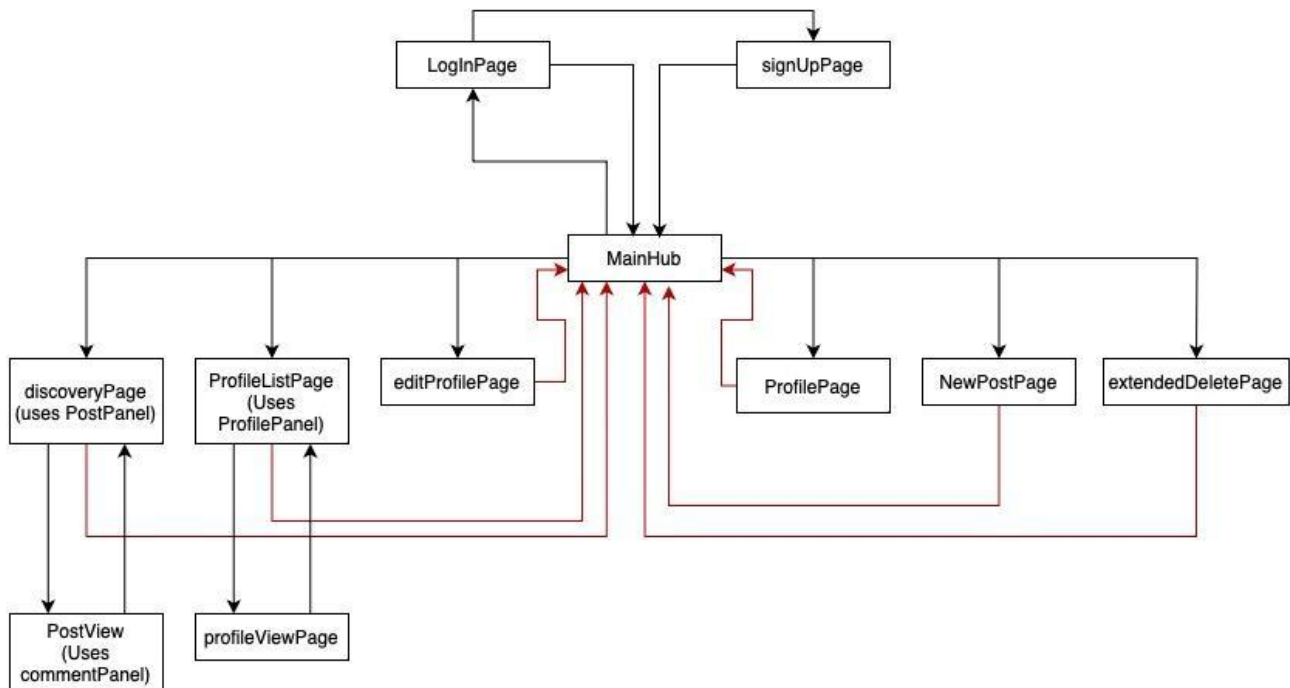 LogInPage
signUpPage
MainHub
discoveryPage
(uses PostPanel)
ProfileListPage
(Uses
ProfilePanel)
editProfilePage
ProfilePage
NewPostPage
extendedDeletePage
PostView
(Uses
commentPanel)
profileViewPage